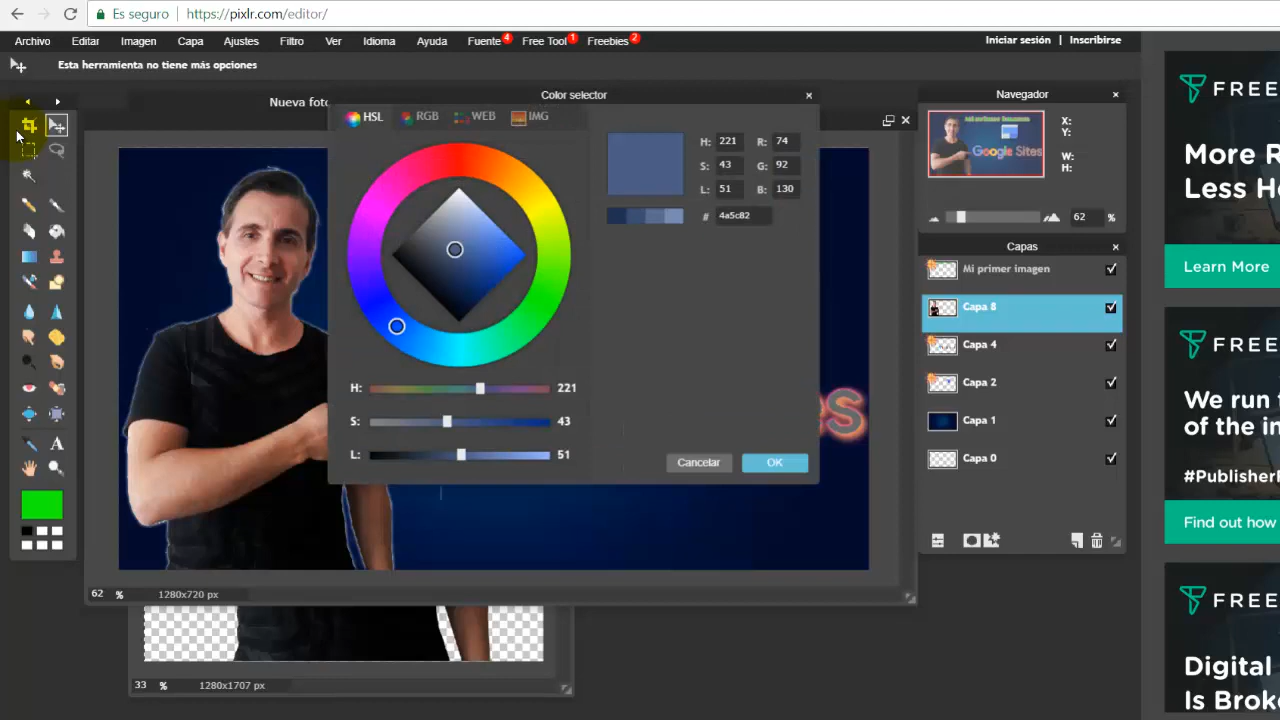 Es seguro https://pixlr.com/editor/
Archivo Editar Imagen Capa Ajustes Filtro Ver Idioma Ayuda Fuente 4 Free Tool 1 Freebies 2 Iniciar sesión | Inscribirse
Esta herramienta no tiene más opciones
Nueva foto
Color selector
HSL RGB WEB IMG
H: 221 R: 74
S: 43 G: 92
L: 51 B: 130
# 4a5c82
H: 221
S: 43
L: 51
Cancelar OK
62 % 1280x720 px
33 % 1280x1707 px
A
Navegador
Google Sites
X:
Y:
W:
H:
62 %
Capas
Mi primer imagen
Capa 8
Capa 4
Capa 2
Capa 1
Capa 0
FREE
More R
Less H
Learn More
FREE
We run
of the in
#PublisherF
Find out how
FREE
Digital
Is Broke